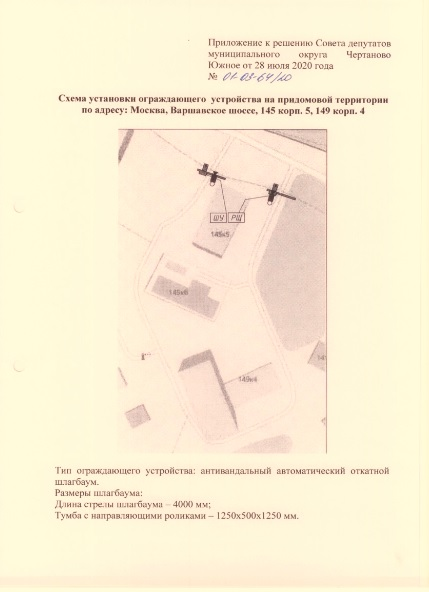 Приложение к решению Совета депутатов
муниципального округа Чертаново
Южное от 28 июля 2020 года
№ 01-03-64/20
Схема установки ограждающего устройства на придомовой территории
по адресу: Москва, Варшавское шоссе, 145 корп. 5, 149 корп. 4
ШУ РЩ
145к5
145к6
149к4
Тип ограждающего устройства: антивандальный автоматический откатной
шлагбаум.
Размеры шлагбаума:
Длина стрелы шлагбаума – 4000 мм;
Тумба с направляющими роликами – 1250х500х1250 мм.